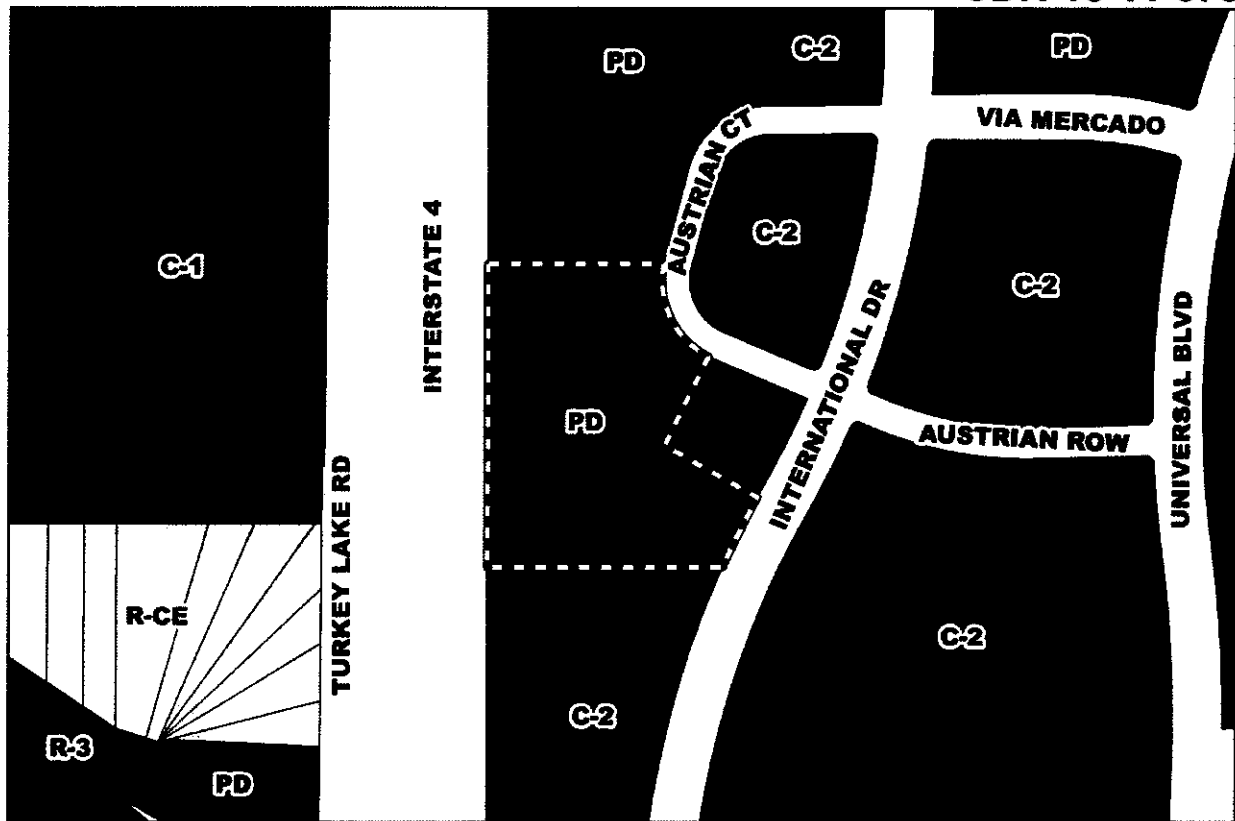 PD
C-2
PD
VIA MERCADO
AUSTRIAN CT
C-2
C-1
INTERSTATE 4
C-2
INTERNATIONAL DR
UNIVERSAL BLVD
PD
AUSTRIAN ROW
TURKEY LAKE RD
R-CE
C-2
C-2
R-3
PD